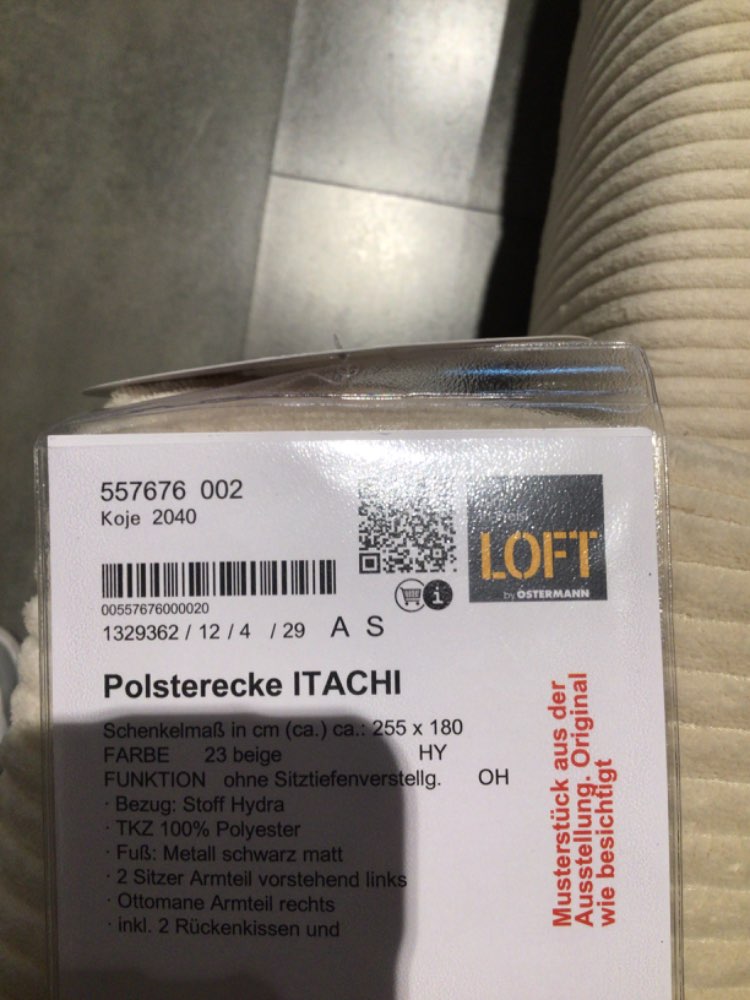 557676 002
Koje 2040
LOFT
by OSTERMANN
00557676000020
1329362 / 12 / 4 / 29 A S
Polsterecke ITACHI
Schenkelmaß in cm (ca.) ca.: 255 x 180
FARBE 23 beige HY
FUNKTION ohne Sitztiefenverstellg. OH
· Bezug: Stoff Hydra
· TKZ 100% Polyester
· Fuß: Metall schwarz matt
· 2 Sitzer Armteil vorstehend links
· Ottomane Armteil rechts
· inkl. 2 Rückenkissen und
Musterstück aus der
Ausstellung. Original
wie besichtigt